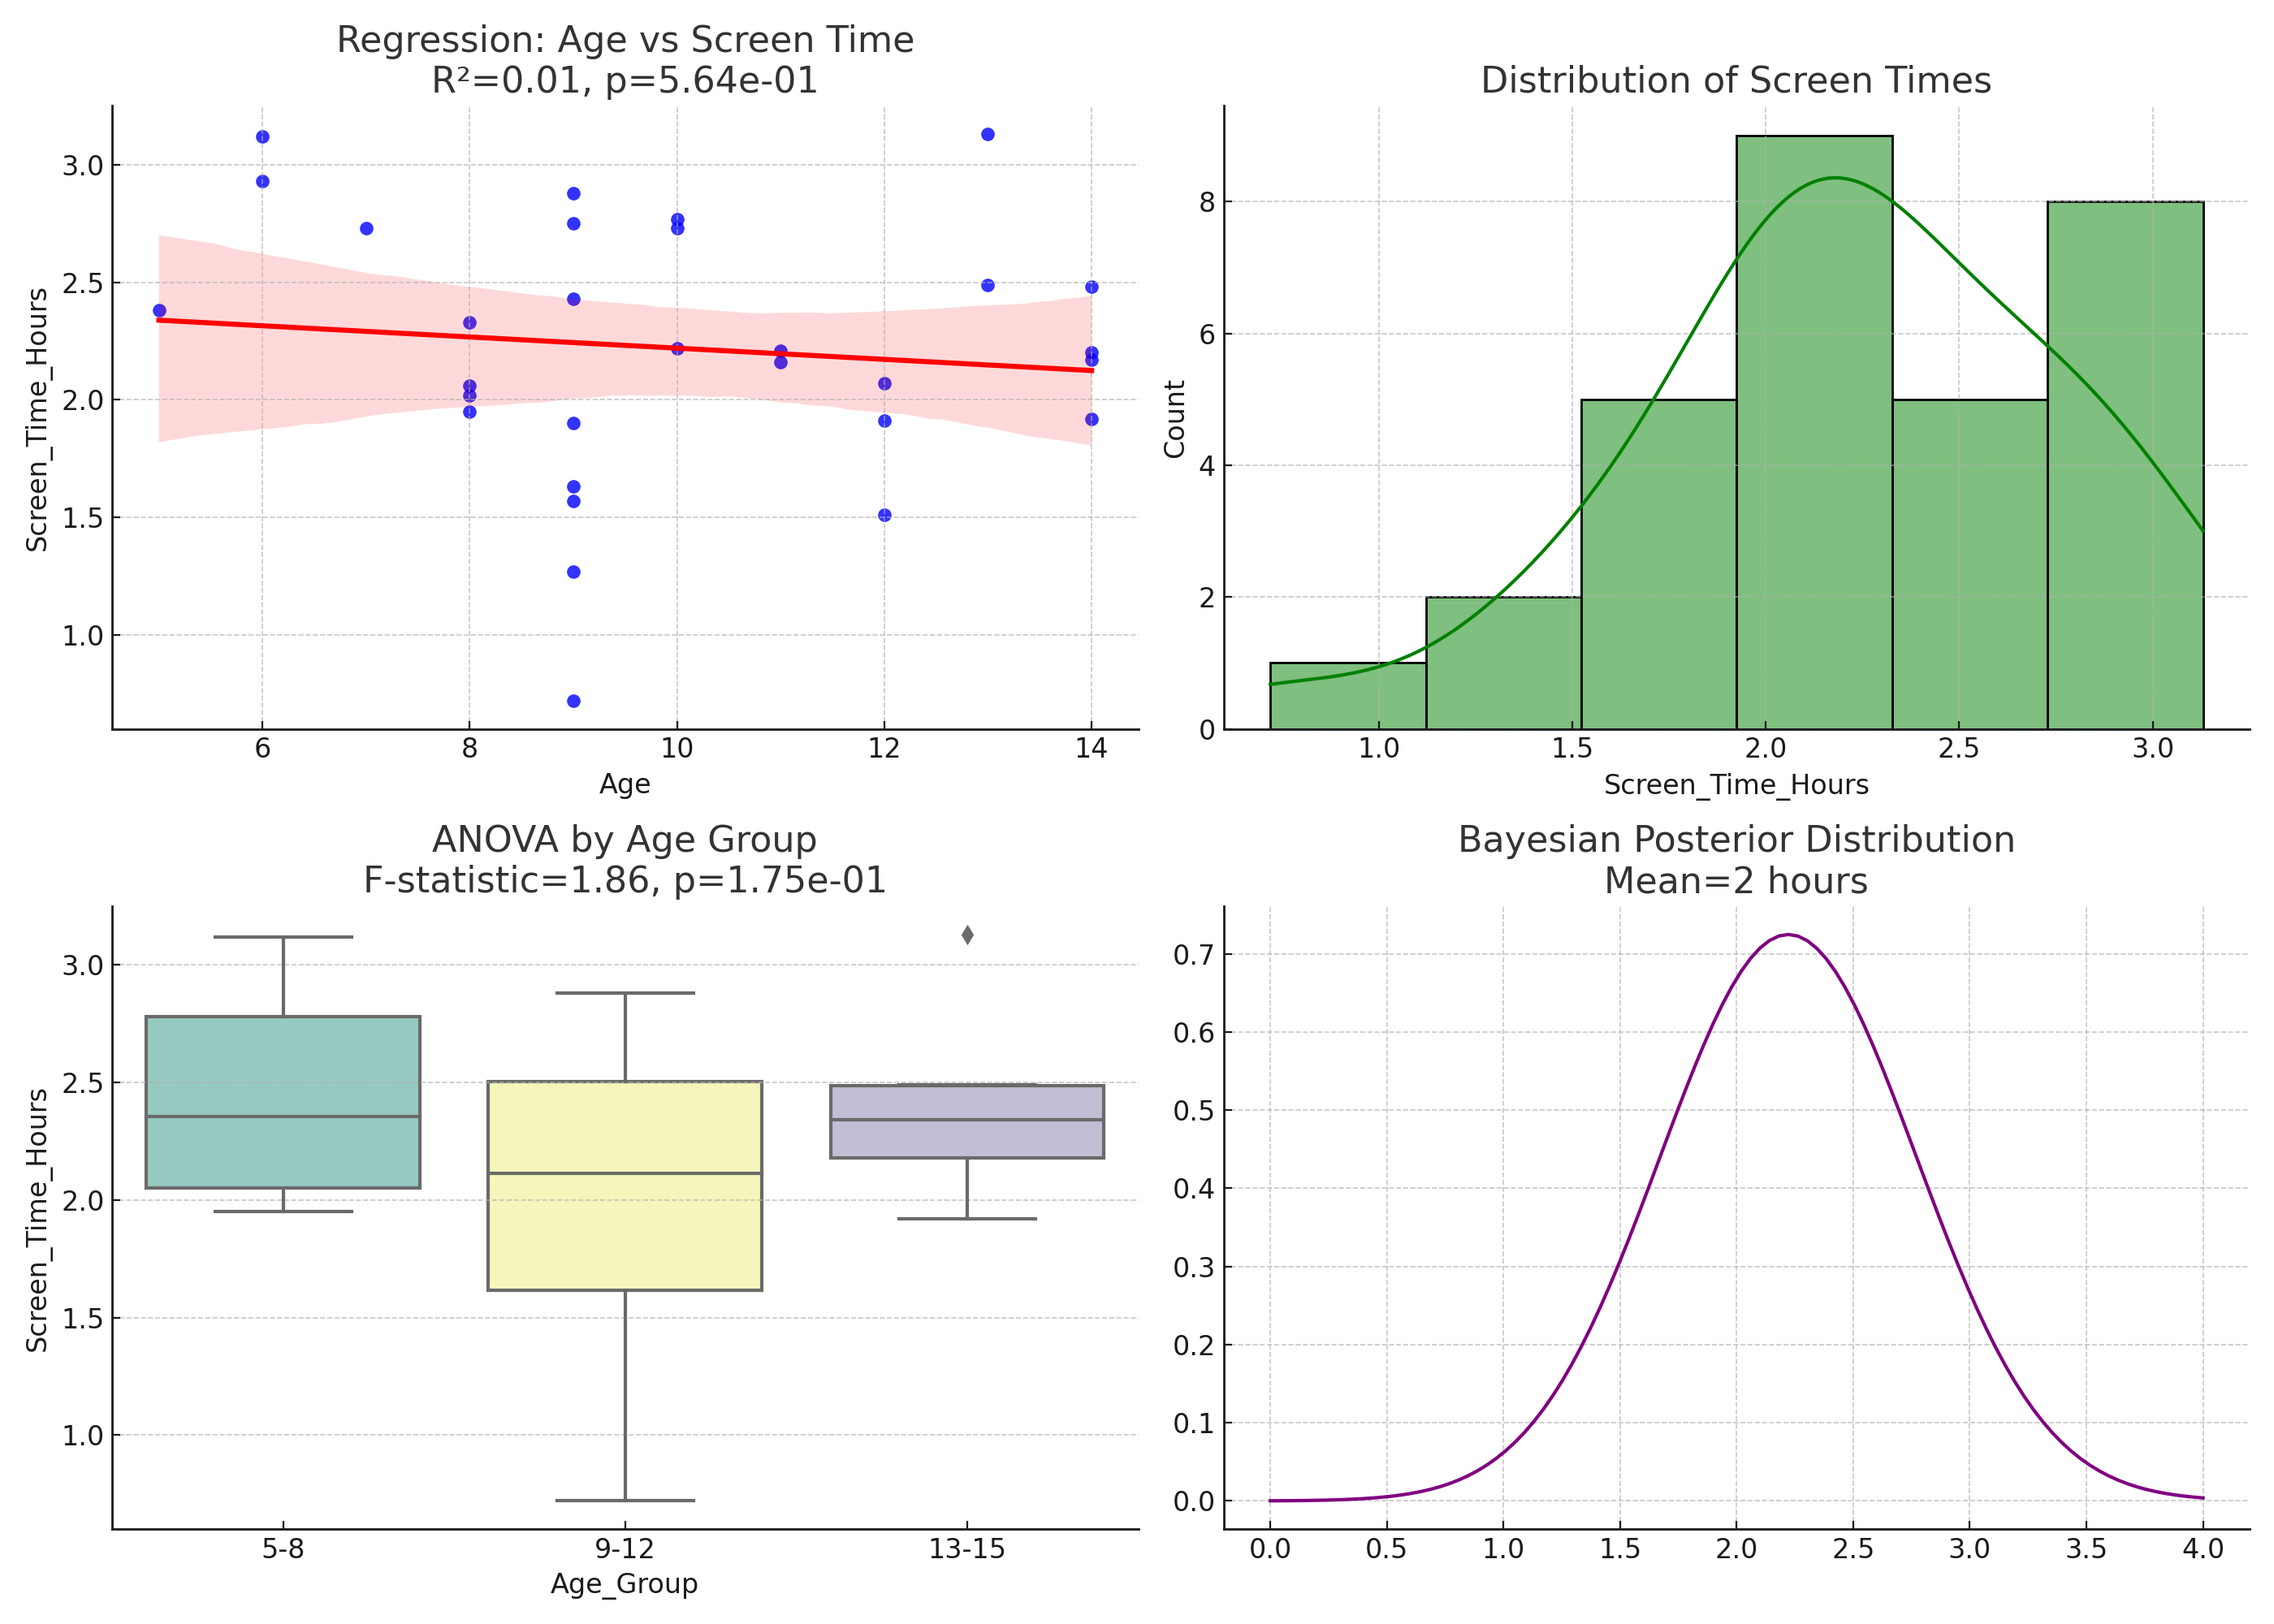 Regression: Age vs Screen Time
R²=0.01, p=5.64e-01
Screen_Time_Hours
3.0
2.5
2.0
1.5
1.0
6 8 10 12 14
Age
Distribution of Screen Times
Count
8
6
4
2
0
1.0 1.5 2.0 2.5 3.0
Screen_Time_Hours
ANOVA by Age Group
F-statistic=1.86, p=1.75e-01
Screen_Time_Hours
3.0
2.5
2.0
1.5
1.0
5-8 9-12 13-15
Age_Group
Bayesian Posterior Distribution
Mean=2 hours
0.7
0.6
0.5
0.4
0.3
0.2
0.1
0.0
0.0 0.5 1.0 1.5 2.0 2.5 3.0 3.5 4.0